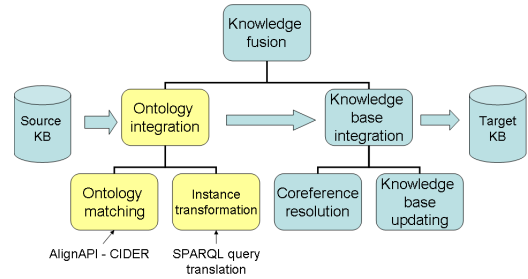 Knowledge
fusion
Source
KB
Ontology
integration
Knowledge
base
integration
Target
KB
Ontology
matching
Instance
transformation
Coreference
resolution
Knowledge
base
updating
AlignAPI - CIDER
SPARQL query
translation